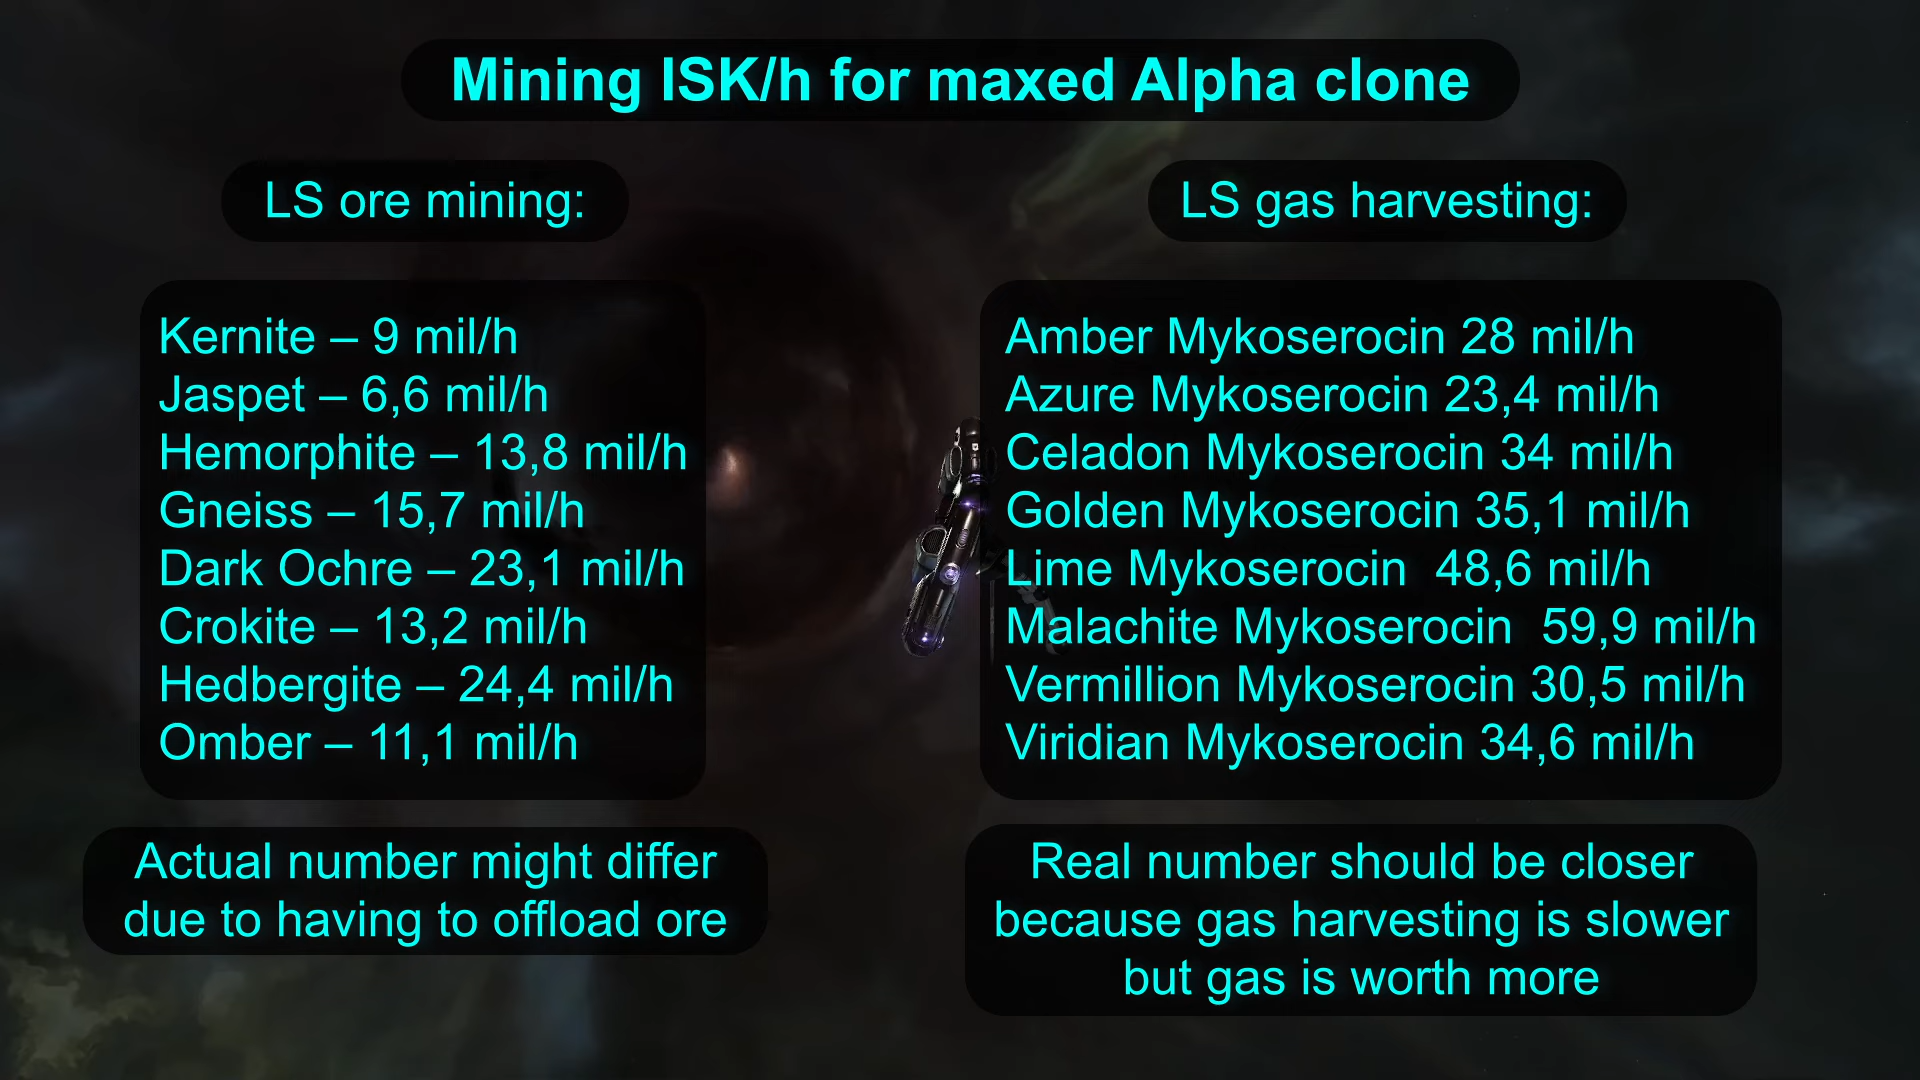 Mining ISK/h for maxed Alpha clone
LS ore mining:
Kernite – 9 mil/h
Jaspet – 6,6 mil/h
Hemorphite – 13,8 mil/h
Gneiss – 15,7 mil/h
Dark Ochre – 23,1 mil/h
Crokite – 13,2 mil/h
Hedbergite – 24,4 mil/h
Omber – 11,1 mil/h
Actual number might differ
due to having to offload ore
LS gas harvesting:
Amber Mykoserocin 28 mil/h
Azure Mykoserocin 23,4 mil/h
Celadon Mykoserocin 34 mil/h
Golden Mykoserocin 35,1 mil/h
Lime Mykoserocin  48,6 mil/h
Malachite Mykoserocin  59,9 mil/h
Vermillion Mykoserocin 30,5 mil/h
Viridian Mykoserocin 34,6 mil/h
Real number should be closer
because gas harvesting is slower
but gas is worth more